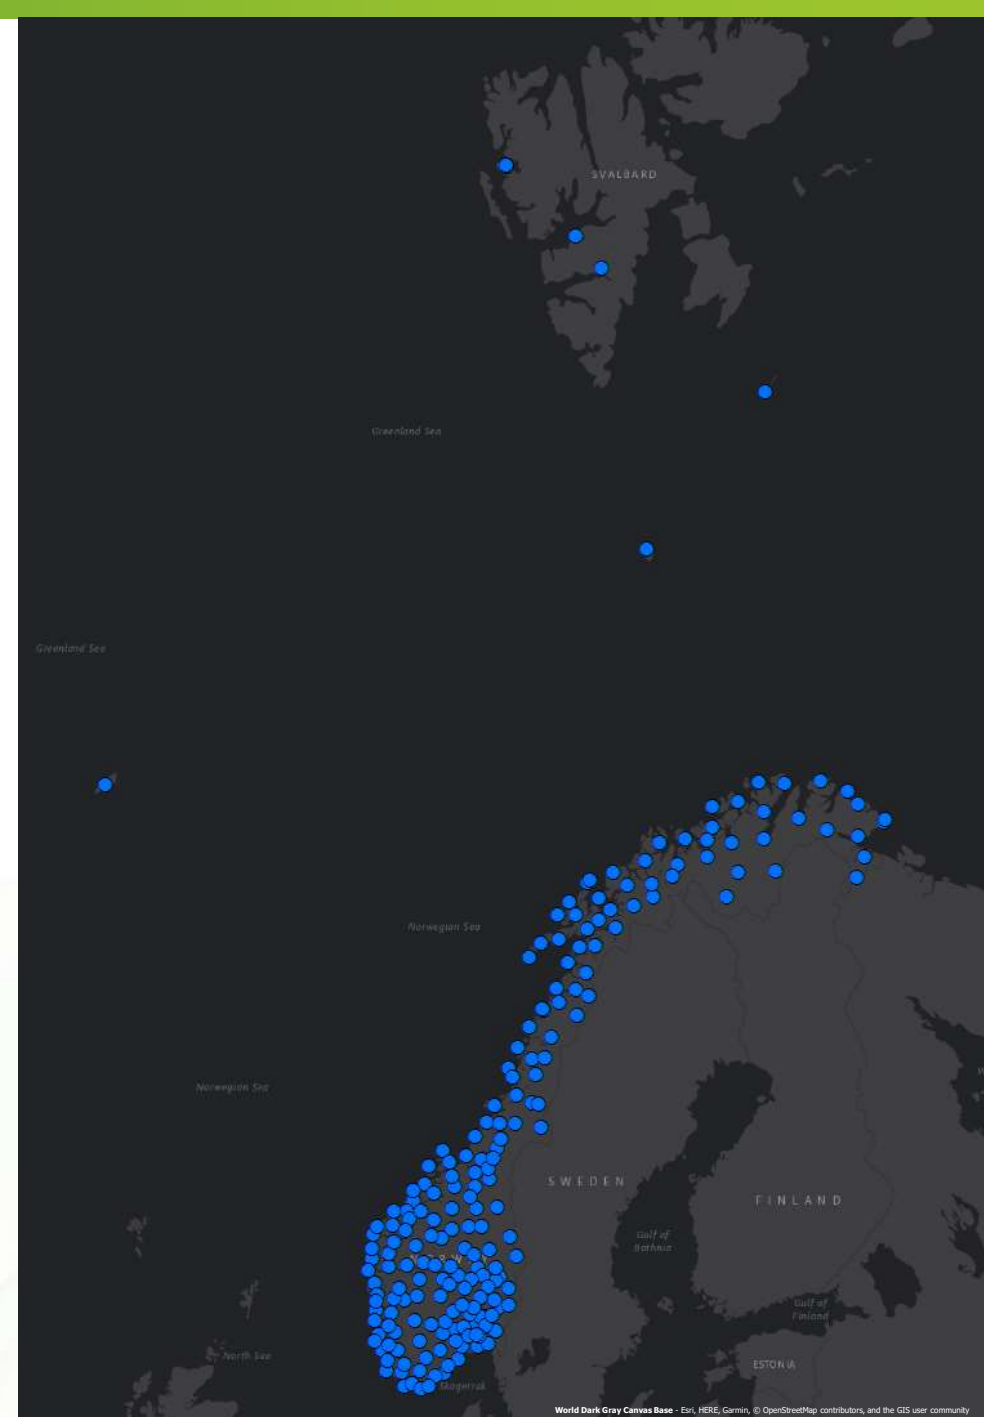 SVALBARD
Greenland Sea
Greenland Sea
Norwegian Sea
Norwegian Sea
SWEDEN
FINLAND
Gulf of
Bothnia
Gulf of
Finland
North Sea
ESTONIA
Skagerrak
World Dark Gray Canvas Base - Esri, HERE, Garmin, © OpenStreetMap contributors, and the GIS user community